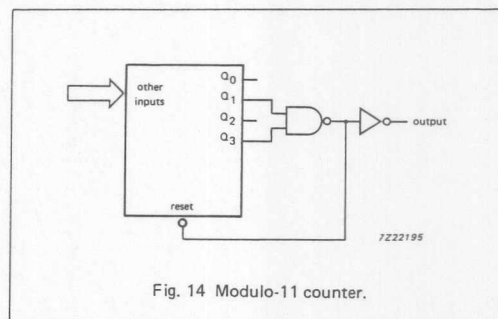 other
inputs
Q0
Q1
Q2
Q3
reset
output
7Z22195
Fig. 14 Modulo-11 counter.